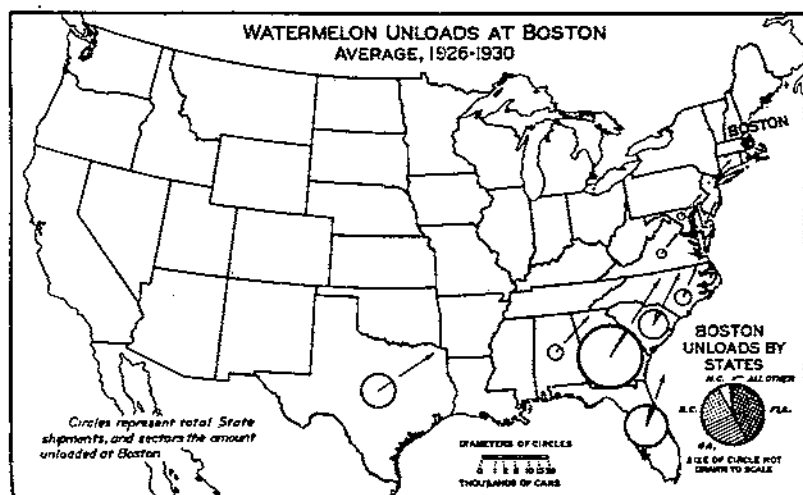 WATERMELON UNLOADS AT BOSTON
AVERAGE, 1926-1930
BOSTON
BOSTON
UNLOADS BY
STATES
N.C.
ALL OTHER
S.C.
FLA.
GA.
SIZE OF CIRCLE NOT
DRAWN TO SCALE
Circles represent total State
shipments, and sectors the amount
unloaded at Boston
DIAMETERS OF CIRCLES
THOUSANDS OF CARS